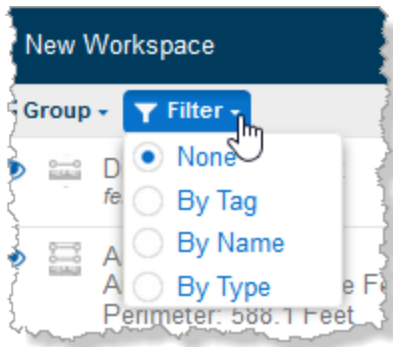 New Workspace
Group
Filter
None
By Tag
By Name
By Type
Perimeter: 588.1 Feet